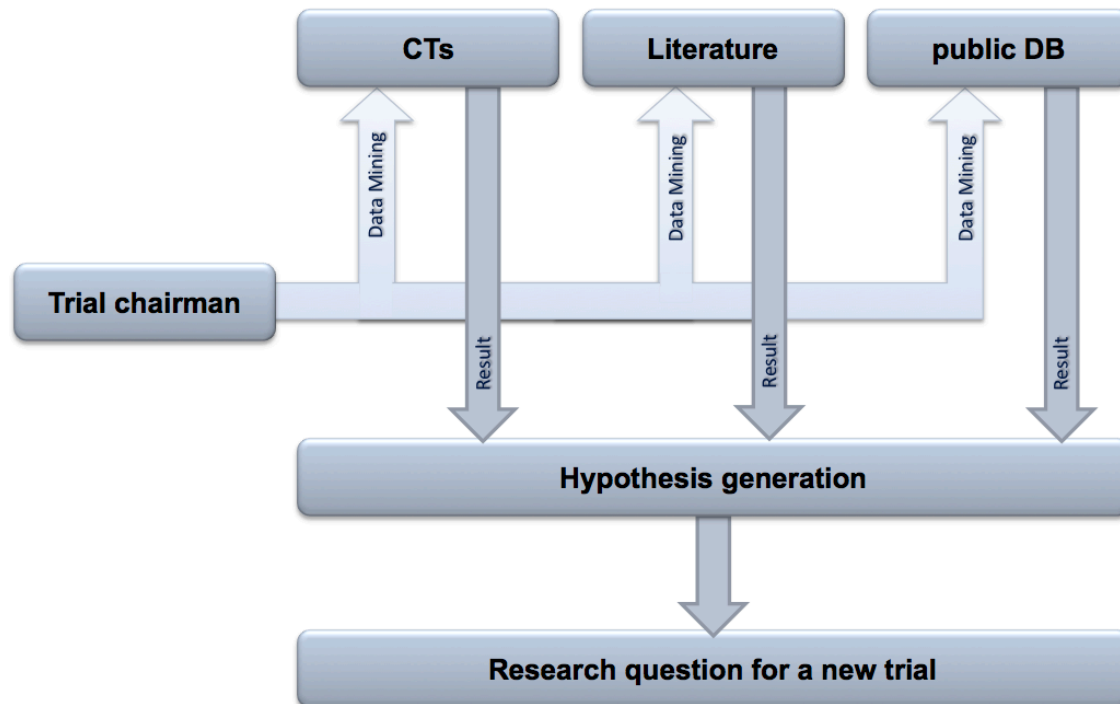 CTs
Literature
public DB
Data Mining
Data Mining
Data Mining
Trial chairman
Result
Result
Result
Hypothesis generation
Research question for a new trial